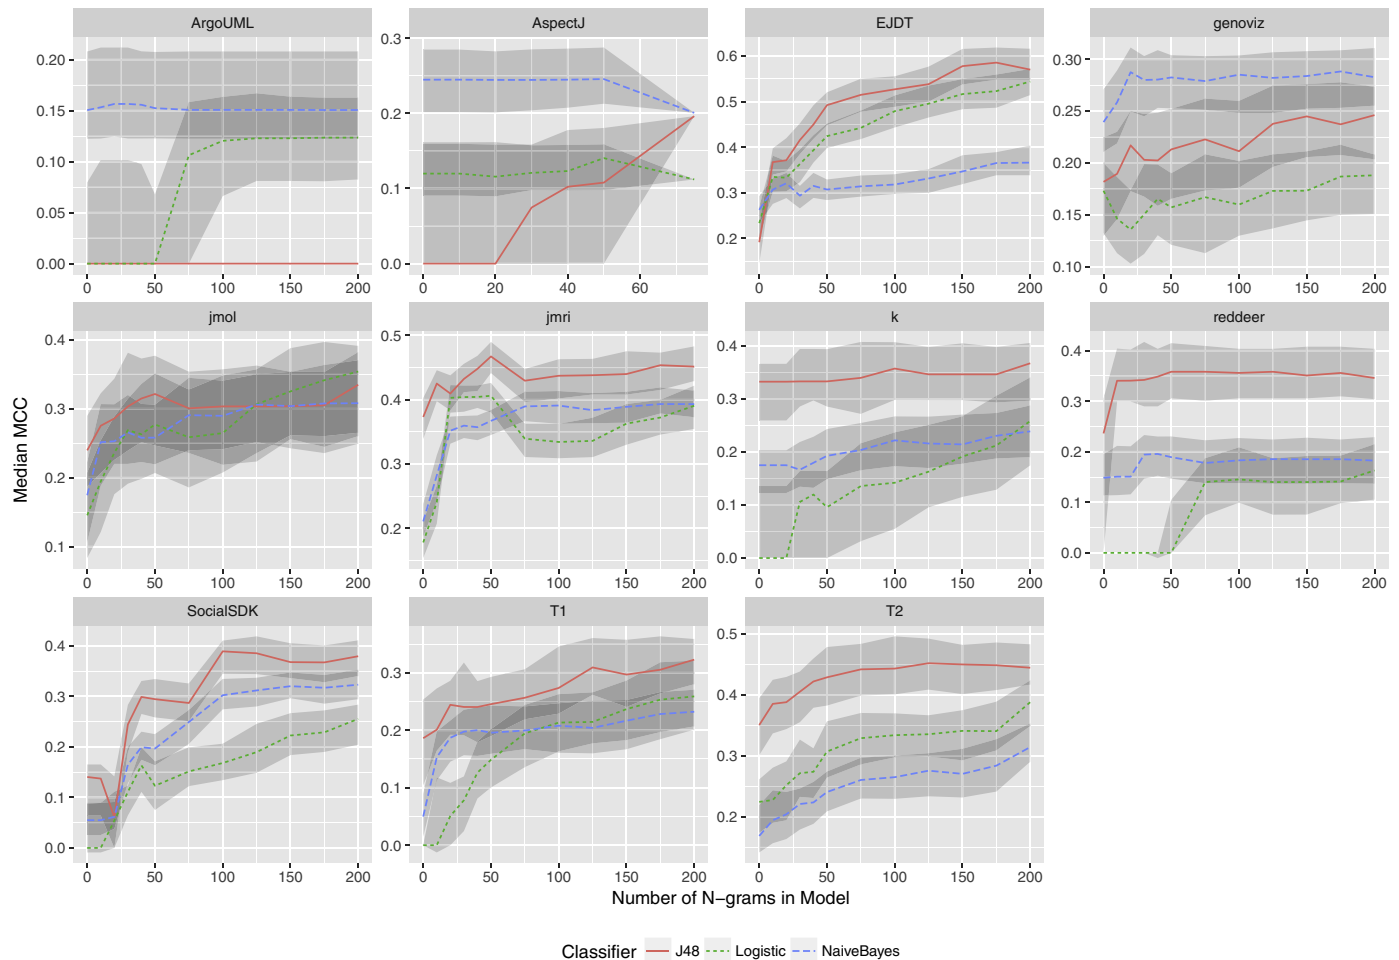 ArgoUML AspectJ EJDT genoviz
0.20
0.15
0.10
0.05
0.00
0 50 100 150 200
0.3
0.2
0.1
0.0
0 20 40 60
0.6
0.5
0.4
0.3
0.2
0 50 100 150 200
0.30
0.25
0.20
0.15
0.10
0 50 100 150 200
jmol jmri k reddeer
0.4
0.3
0.2
0.1
0 50 100 150 200
0.5
0.4
0.3
0.2
0 50 100 150 200
0.4
0.3
0.2
0.1
0.0
0 50 100 150 200
0.4
0.3
0.2
0.1
0.0
0 50 100 150 200
Median MCC
SocialSDK T1 T2
0.4
0.3
0.2
0.1
0.0
0 50 100 150 200
0.3
0.2
0.1
0.0
0 50 100 150 200
0.5
0.4
0.3
0.2
0 50 100 150 200
Number of N−grams in Model
Classifier J48 Logistic NaiveBayes